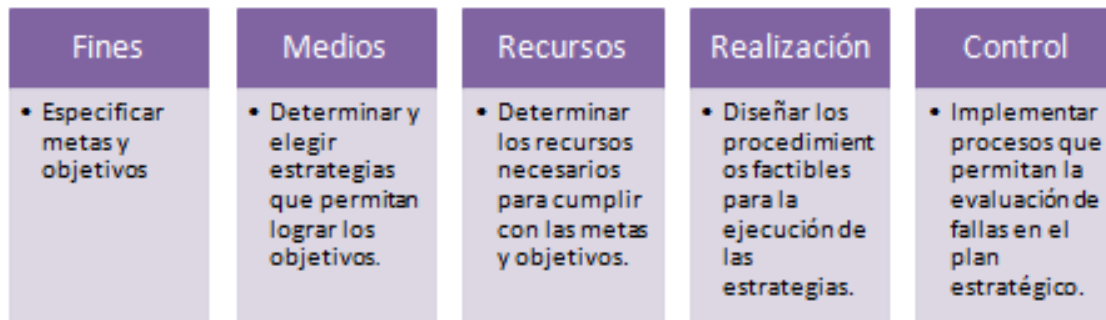 Fines
• Especificar
metas y
objetivos
Medios
• Determinar y
elegir
estrategias
que permitan
lograr los
objetivos.
Recursos
• Determinar
los recursos
necesarios
para cumplir
con las metas
y objetivos.
Realización
• Diseñar los
procedimient
os factibles
para la
ejecución de
las
estrategias.
Control
• Implementar
procesos que
permitan la
evaluación de
fallas en el
plan
estratégico.